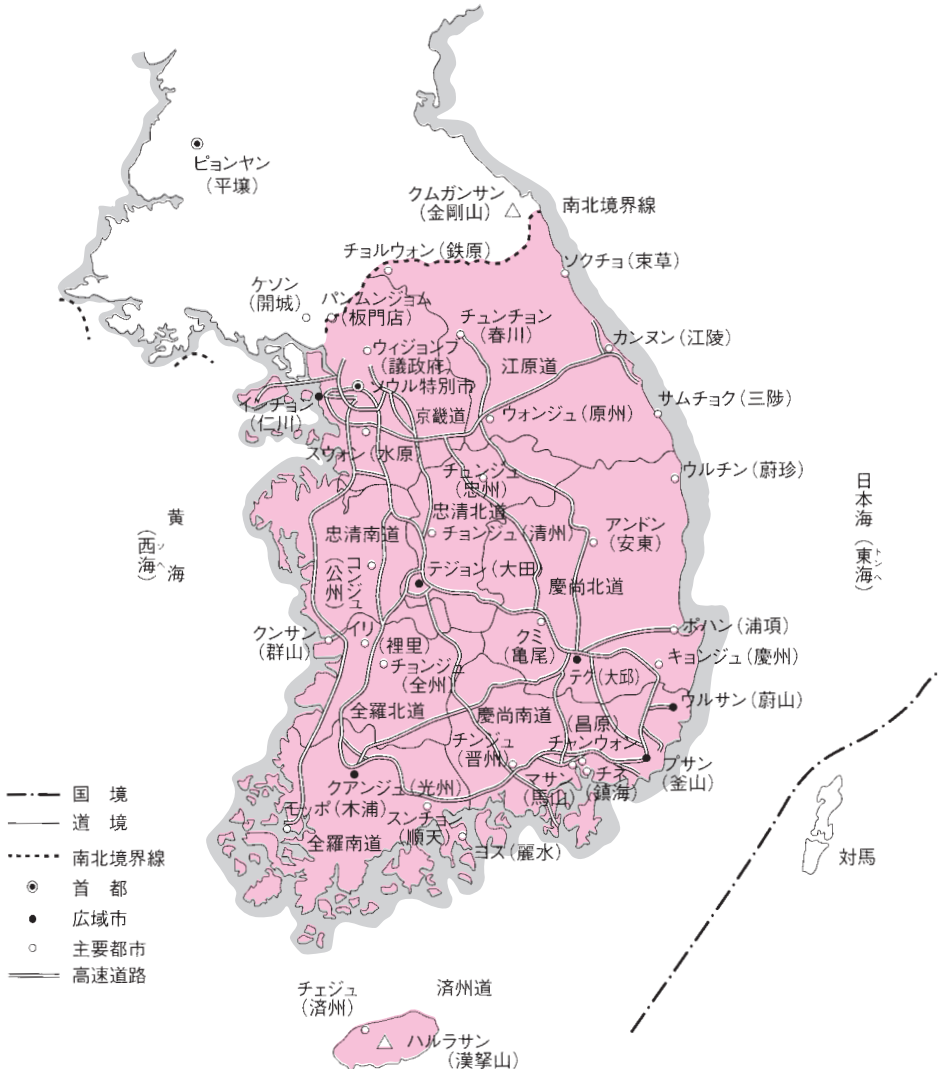 ピョンヤン
（平壌）
クムガンサン
（金剛山）
南北境界線
チョルウォン（鉄原）
ソクチョ（束草）
ケソン
（開城）
パンムンジョム
（板門店）
チュンチョン
（春川）
カンヌン（江陵）
ウィジョンブ
（議政府）
江原道
ソウル特別市
サムチョク（三陟）
インチョン
（仁川）
京畿道
ウォンジュ（原州）
スウォン（水原）
チュンジュ
（忠州）
ウルチン（蔚珍）
忠清北道
日本海（東海）
トンヘ
黄海
（西海）
ソヘ
忠清南道
チョンジュ（清州）
アンドン
（安東）
コンジュ
（公州）
テジョン（大田）
慶尚北道
クンサン
（群山）
イリ
（裡里）
クミ
（亀尾）
ポハン（浦項）
チョンジュ
（全州）
テグ（大邱）
キョンジュ（慶州）
全羅北道
慶尚南道
ウルサン（蔚山）
（昌原）
チャンウォン
チンジュ
（晋州）
プサン
（釜山）
マサン
（馬山）
チネ
（鎮海）
クアンジュ（光州）
モッポ（木浦）
スンチョン
（順天）
全羅南道
ヨス（麗水）
対馬
国　境
道　境
南北境界線
首　都
広域市
主要都市
高速道路
チェジュ
（済州）
済州道
ハルラサン
（漢拏山）